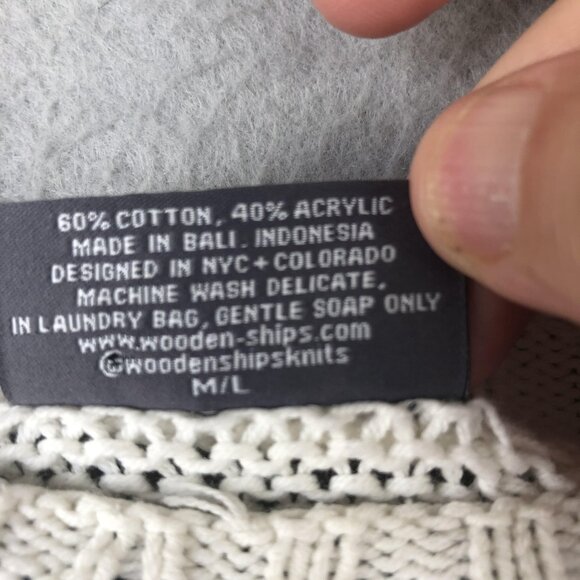 60% COTTON, 40% ACRYLIC
MADE IN BALI. INDONESIA
DESIGNED IN NYC+COLORADO
MACHINE WASH DELICATE,
IN LAUNDRY BAG, GENTLE SOAP ONLY
www.wooden-ships.com
@woodenshipsknits
M/L